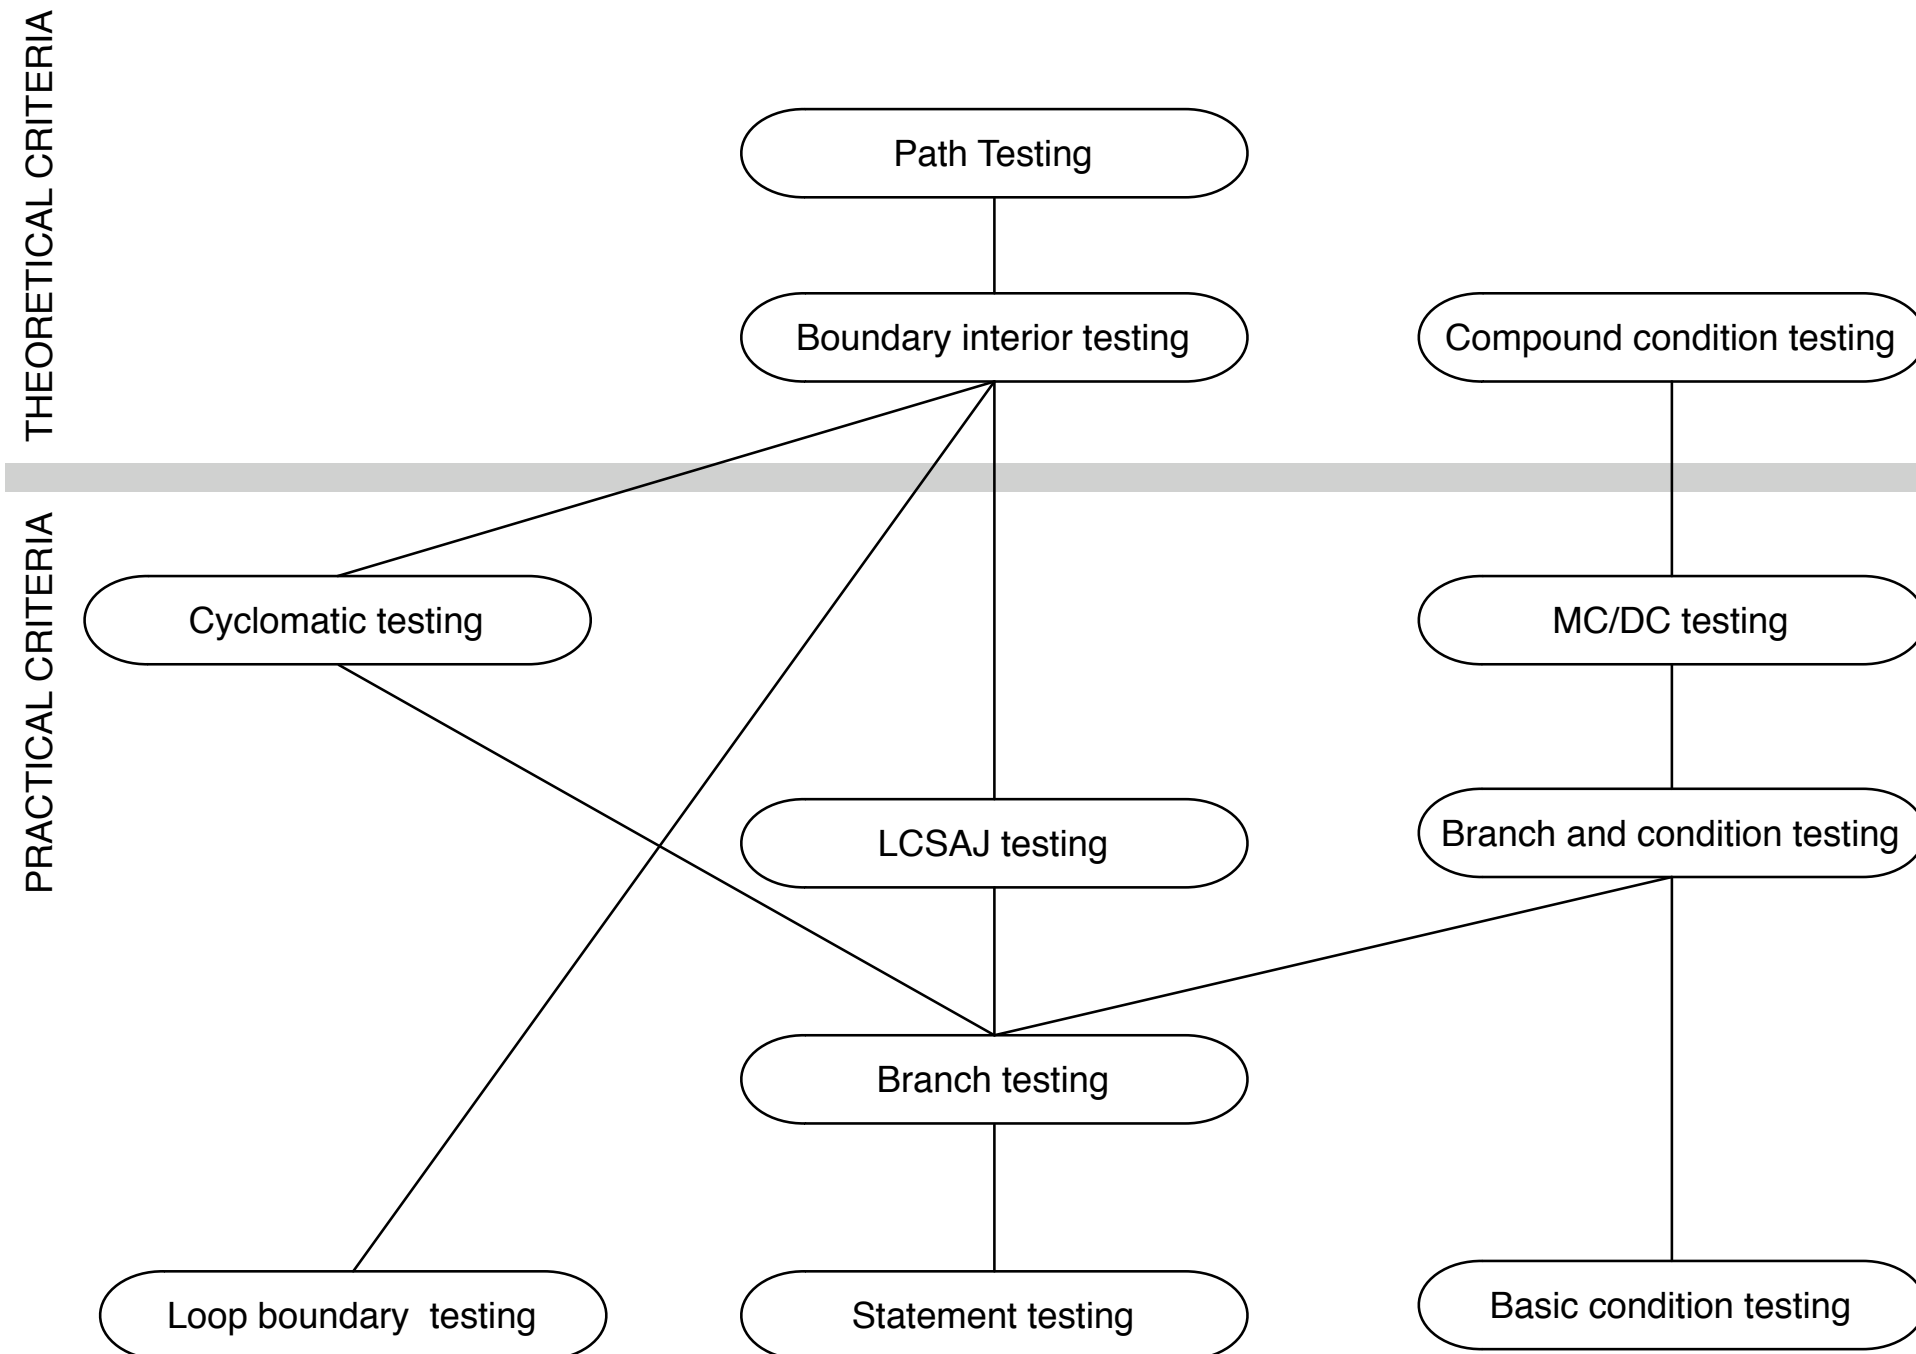 THEORETICAL CRITERIA
Path Testing
Boundary interior testing
Compound condition testing
PRACTICAL CRITERIA
Cyclomatic testing
MC/DC testing
LCSAJ testing
Branch and condition testing
Branch testing
Loop boundary testing
Statement testing
Basic condition testing